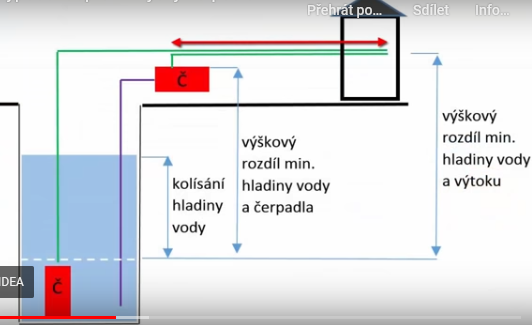 Přehrát po...
Sdílet
Info...
Č
výškový
rozdíl min.
hladiny vody
a výtoku
výškový
rozdíl min.
hladiny vody
a čerpadla
kolísání
hladiny
vody
Č
IDEA